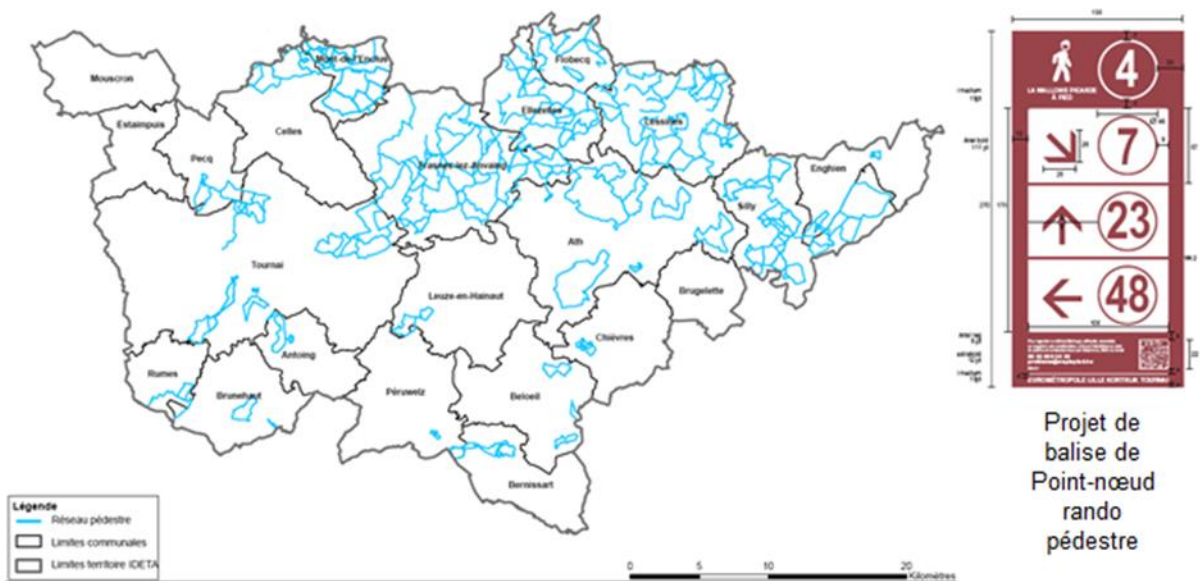 Mouscron
Estaimpuis
Pecq
Celles
Mont-de-l'Enclus
Flobecq
Ellezelles
Lessines
Frasnes-lez-Anvaing
Enghien
Silly
Ath
Tournai
Leuze-en-Hainaut
Brugelette
Chièvres
Antoing
Rumes
Brunehaut
Péruwelz
Beloeil
Bernissart
Légende
Réseau pédestre
Limites communales
Limites territoire IDETA
0 5 10 20
Kilomètres
4
LA WALLONIE PICARDE
À PIED
7
23
48
EUROMÉTROPOLE LILLE KORTRIJK TOURNAI
Projet de
balise de
Point-nœud
rando
pédestre